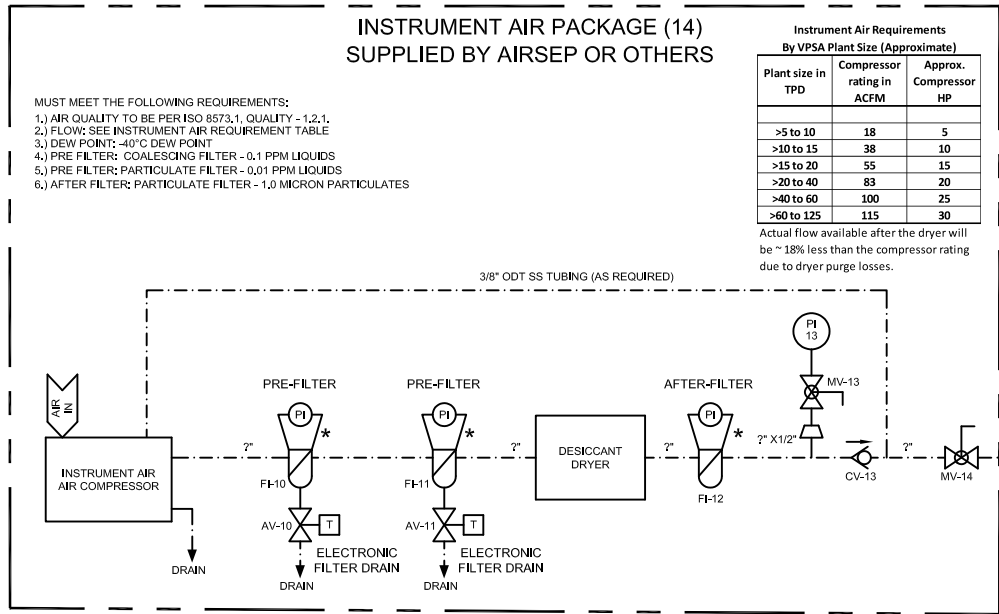 INSTRUMENT AIR PACKAGE (14)
SUPPLIED BY AIRSEP OR OTHERS
MUST MEET THE FOLLOWING REQUIREMENTS:
1.) AIR QUALITY TO BE PER ISO 8573.1, QUALITY - 1.2.1.
2.) FLOW: SEE INSTRUMENT AIR REQUIREMENT TABLE
3.) DEW POINT: -40°C DEW POINT
4.) PRE FILTER: COALESCING FILTER - 0.1 PPM LIQUIDS
5.) PRE FILTER: PARTICULATE FILTER - 0.01 PPM LIQUIDS
6.) AFTER FILTER: PARTICULATE FILTER - 1.0 MICRON PARTICULATES
Instrument Air Requirements
By VPSA Plant Size (Approximate)
Plant size in TPD Compressor rating in ACFM Approx. Compressor HP
>5 to 10 18 5
>10 to 15 38 10
>15 to 20 55 15
>20 to 40 83 20
>40 to 60 100 25
>60 to 125 115 30
Actual flow available after the dryer will
be ~ 18% less than the compressor rating
due to dryer purge losses.
3/8" ODT SS TUBING (AS REQUIRED)
PI
13
MV-13
?" X1/2"
AIR
IN
INSTRUMENT AIR
AIR COMPRESSOR
DRAIN
?"
PRE-FILTER
PI
*
FI-10
AV-10
T
ELECTRONIC
FILTER DRAIN
DRAIN
?"
PRE-FILTER
PI
*
FI-11
AV-11
T
ELECTRONIC
FILTER DRAIN
DRAIN
?"
DESICCANT
DRYER
?"
AFTER-FILTER
PI
*
FI-12
CV-13
?"
MV-14